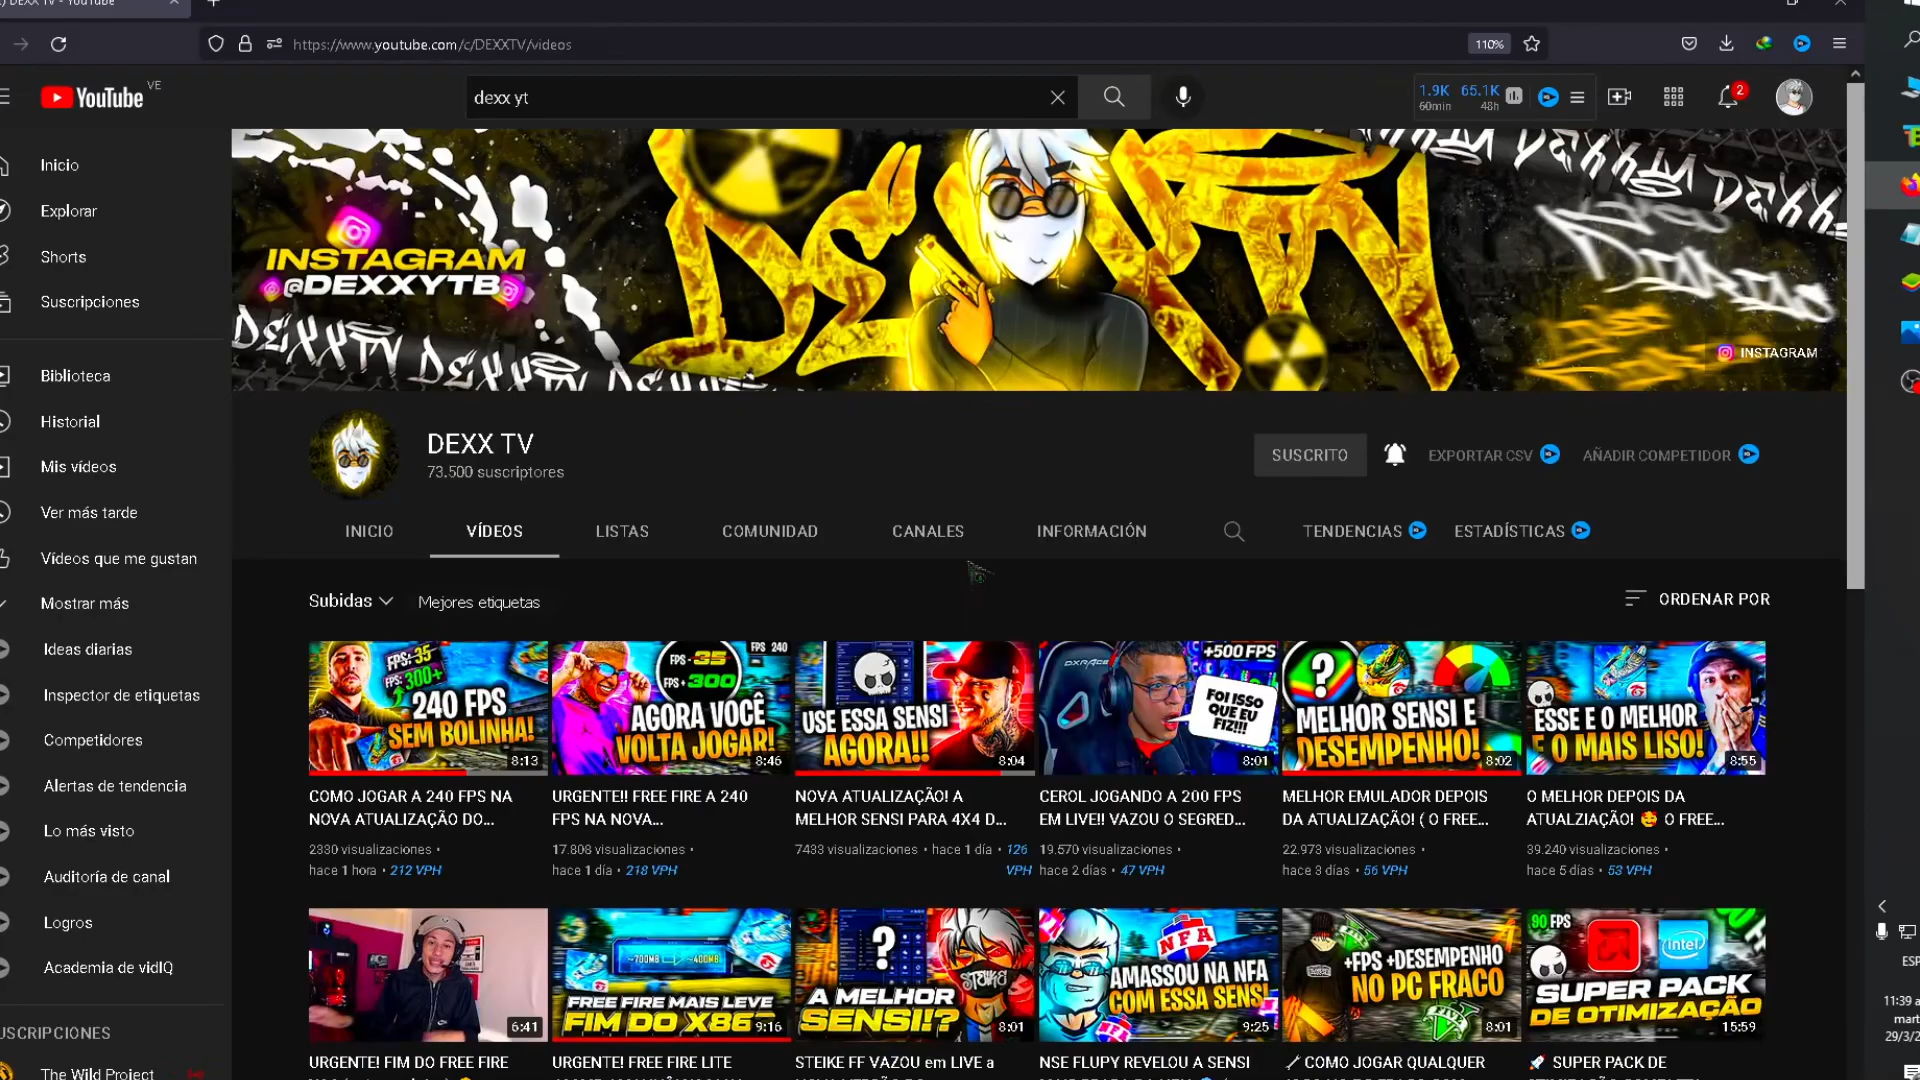 DEXX TV - YouTube
https://www.youtube.com/c/DEXXTV/videos
110%
YouTube
VE
dexx yt
1.9K
60min
65.1K
48h
2
Inicio
Explorar
Shorts
Suscripciones
Biblioteca
Historial
Mis vídeos
Ver más tarde
Vídeos que me gustan
Mostrar más
Ideas diarias
Inspector de etiquetas
Competidores
Alertas de tendencia
Lo más visto
Auditoría de canal
Logros
Academia de vidIQ
The Wild Project
DEXXTV
INSTAGRAM
@DEXXYTB
DEXXTV DEXXTV
INSTAGRAM
DEXX TV
73.500 suscriptores
SUSCRITO
EXPORTAR CSV
AÑADIR COMPETIDOR
INICIO
VÍDEOS
LISTAS
COMUNIDAD
CANALES
INFORMACIÓN
TENDENCIAS
ESTADÍSTICAS
Subidas
Mejores etiquetas
ORDENAR POR
FPS:35
FPS:300+
240 FPS
SEM BOLINHA!
8:13
COMO JOGAR A 240 FPS NA
NOVA ATUALIZAÇÃO DO...
2330 visualizaciones •
hace 1 hora • 212 VPH
FPS 240
FPS -35
FPS +300
AGORA VOCÊ
VOLTA JOGAR!
8:46
URGENTE!! FREE FIRE A 240
FPS NA NOVA...
17.808 visualizaciones •
hace 1 día • 218 VPH
USE ESSA SENSI
AGORA!!
8:04
NOVA ATUALIZAÇÃO! A
MELHOR SENSI PARA 4X4 D...
7433 visualizaciones • hace 1 día • 126
VPH
DXRACER
+500 FPS
FOI ISSO
QUE EU
FIZ!!!
8:01
CEROL JOGANDO A 200 FPS
EM LIVE!! VAZOU O SEGRED...
19.570 visualizaciones •
hace 2 días • 47 VPH
?
MELHOR SENSI E
DESEMPENHO!
8:02
MELHOR EMULADOR DEPOIS
DA ATUALIZAÇÃO! ( O FREE...
22.973 visualizaciones •
hace 3 días • 56 VPH
ESSE E O MELHOR
E O MAIS LISO!
8:55
O MELHOR DEPOIS DA
ATUALZIAÇÃO! 🥰 O FREE...
39.240 visualizaciones •
hace 5 días • 53 VPH
6:41
URGENTE! FIM DO FREE FIRE
~700MB
~400MB
FREE FIRE MAIS LEVE
FIM DO X86?
9:16
URGENTE! FREE FIRE LITE
?
STEIKE
A MELHOR
SENSI!?
8:01
STEIKE FF VAZOU em LIVE a
NFA
AMASSOU NA NFA
COM ESSA SENSI
9:25
NSE FLUPY REVELOU A SENSI
+FPS +DESEMPENHO
NO PC FRACO
V
8:01
🪄 COMO JOGAR QUALQUER
90 FPS
intel
SUPER PACK
DE OTIMIZAÇÃO
15:59
🚀 SUPER PACK DE
ESP
11:39 a
mart
29/3/2